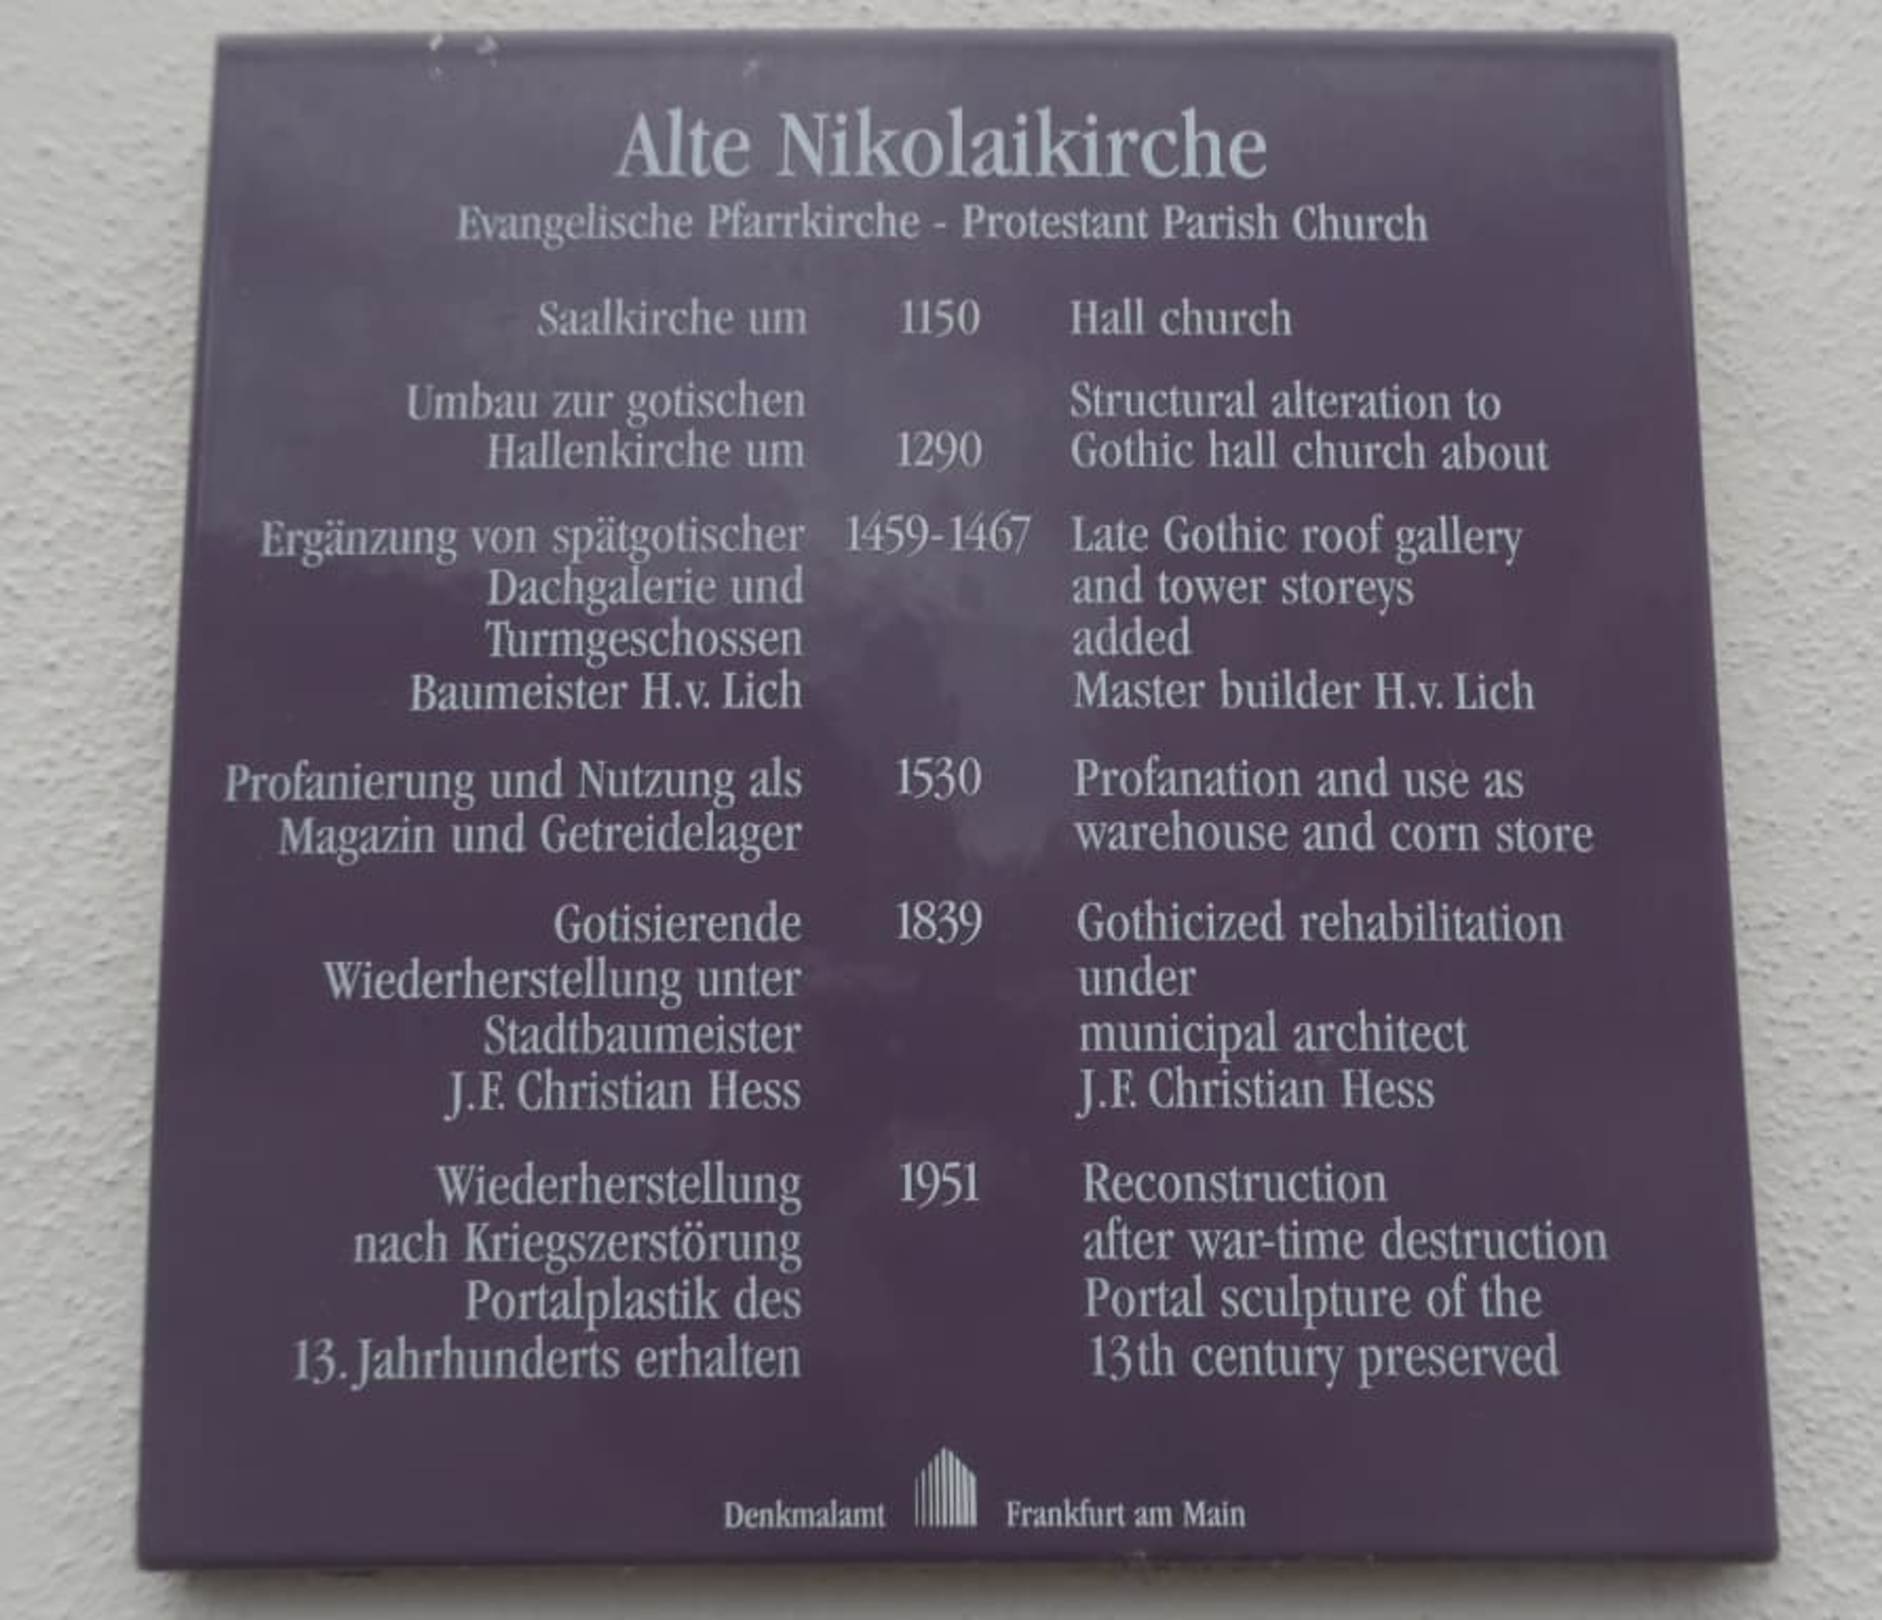 Alte Nikolaikirche
Evangelische Pfarrkirche - Protestant Parish Church
Saalkirche um 1150 Hall church
Umbau zur gotischen Structural alteration to
Hallenkirche um 1290 Gothic hall church about
Ergänzung von spätgotischer 1459-1467 Late Gothic roof gallery
Dachgalerie und and tower storeys
Turmgeschossen added
Baumeister H.v. Lich Master builder H.v. Lich
Profanierung und Nutzung als 1530 Profanation and use as
Magazin und Getreidelager warehouse and corn store
Gotisierende 1839 Gothicized rehabilitation
Wiederherstellung unter under
Stadtbaumeister municipal architect
J.F. Christian Hess J.F. Christian Hess
Wiederherstellung 1951 Reconstruction
nach Kriegszerstörung after war-time destruction
Portalplastik des Portal sculpture of the
13. Jahrhunderts erhalten 13th century preserved
Denkmalamt Frankfurt am Main